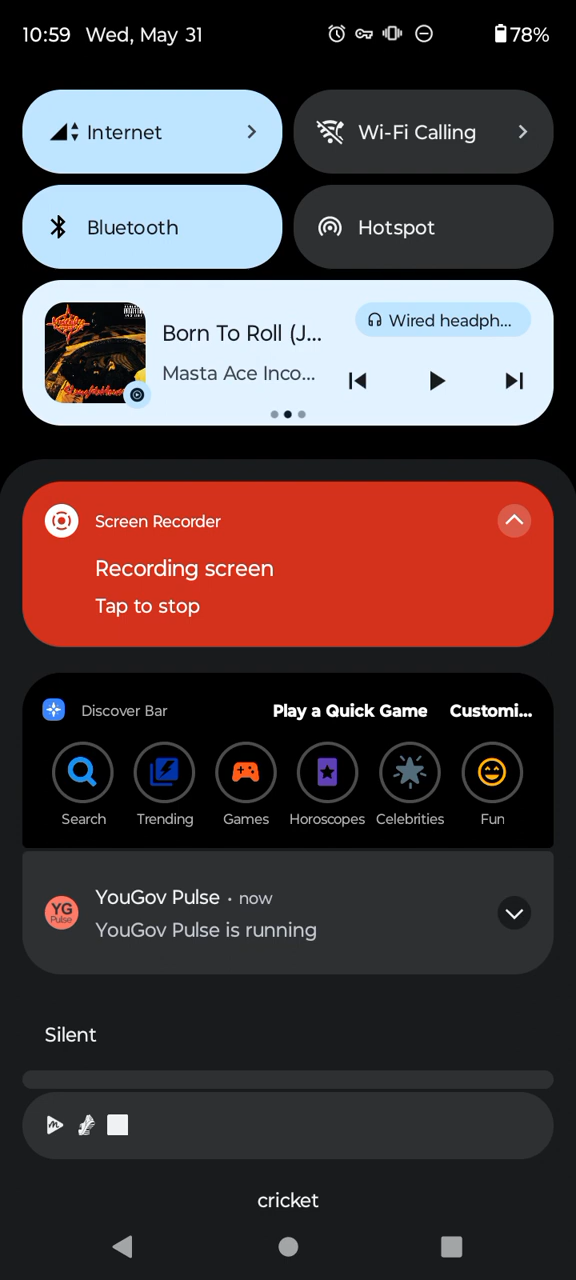 10:59 Wed, May 31 78%
Internet Wi-Fi Calling
Bluetooth Hotspot
Born To Roll (J...
Wired headph...
Masta Ace Inco...
Screen Recorder
Recording screen
Tap to stop
Discover Bar Play a Quick Game Customi...
Search Trending Games Horoscopes Celebrities Fun
YG
Pulse
YouGov Pulse • now
YouGov Pulse is running
Silent
cricket